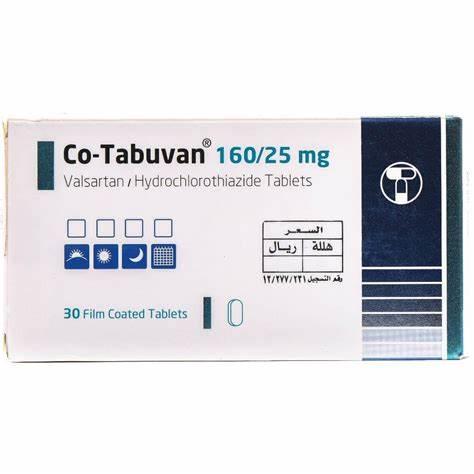 Co-Tabuvan® 160/25 mg
Valsartan / Hydrochlorothiazide Tablets
السعر
هللة ريال
رقم التسجيل ١٢/٢٧٧/٢٢١
30 Film Coated Tablets